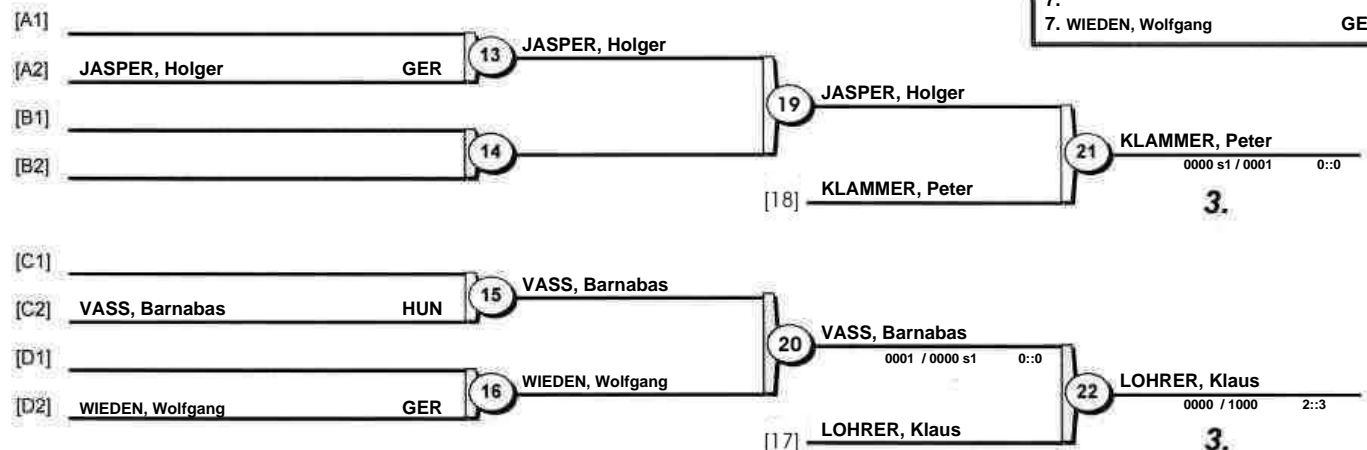 7.
7. WIEDEN, Wolfgang GE
[A1]
13 JASPER, Holger
[A2] JASPER, Holger GER
19 JASPER, Holger
[B1]
14
[B2]
21 KLAMMER, Peter
0000 s1 / 0001 0::0
[18] KLAMMER, Peter
3.
[C1]
15 VASS, Barnabas
[C2] VASS, Barnabas HUN
20 VASS, Barnabas
0001 / 0000 s1 0::0
[D1]
16 WIEDEN, Wolfgang
[D2] WIEDEN, Wolfgang GER
22 LOHRER, Klaus
0000 / 1000 2::3
[17] LOHRER, Klaus
3.